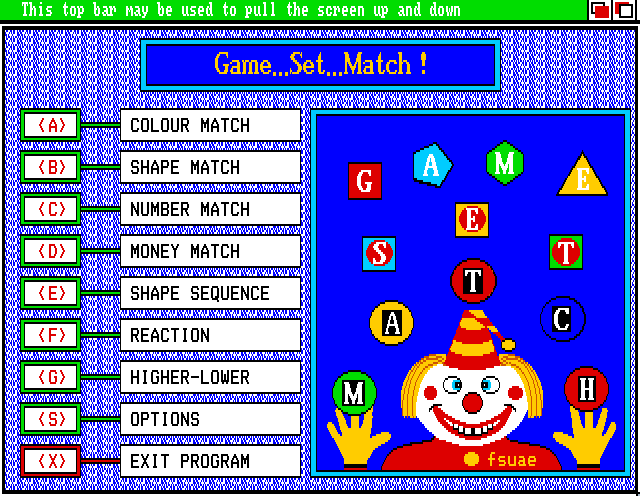 This top bar may be used to pull the screen up and down
Game...Set...Match !
<A> COLOUR MATCH
<B> SHAPE MATCH
<C> NUMBER MATCH
<D> MONEY MATCH
<E> SHAPE SEQUENCE
<F> REACTION
<G> HIGHER-LOWER
<S> OPTIONS
<X> EXIT PROGRAM
G A M E
S E T
M A T C H
fsuae